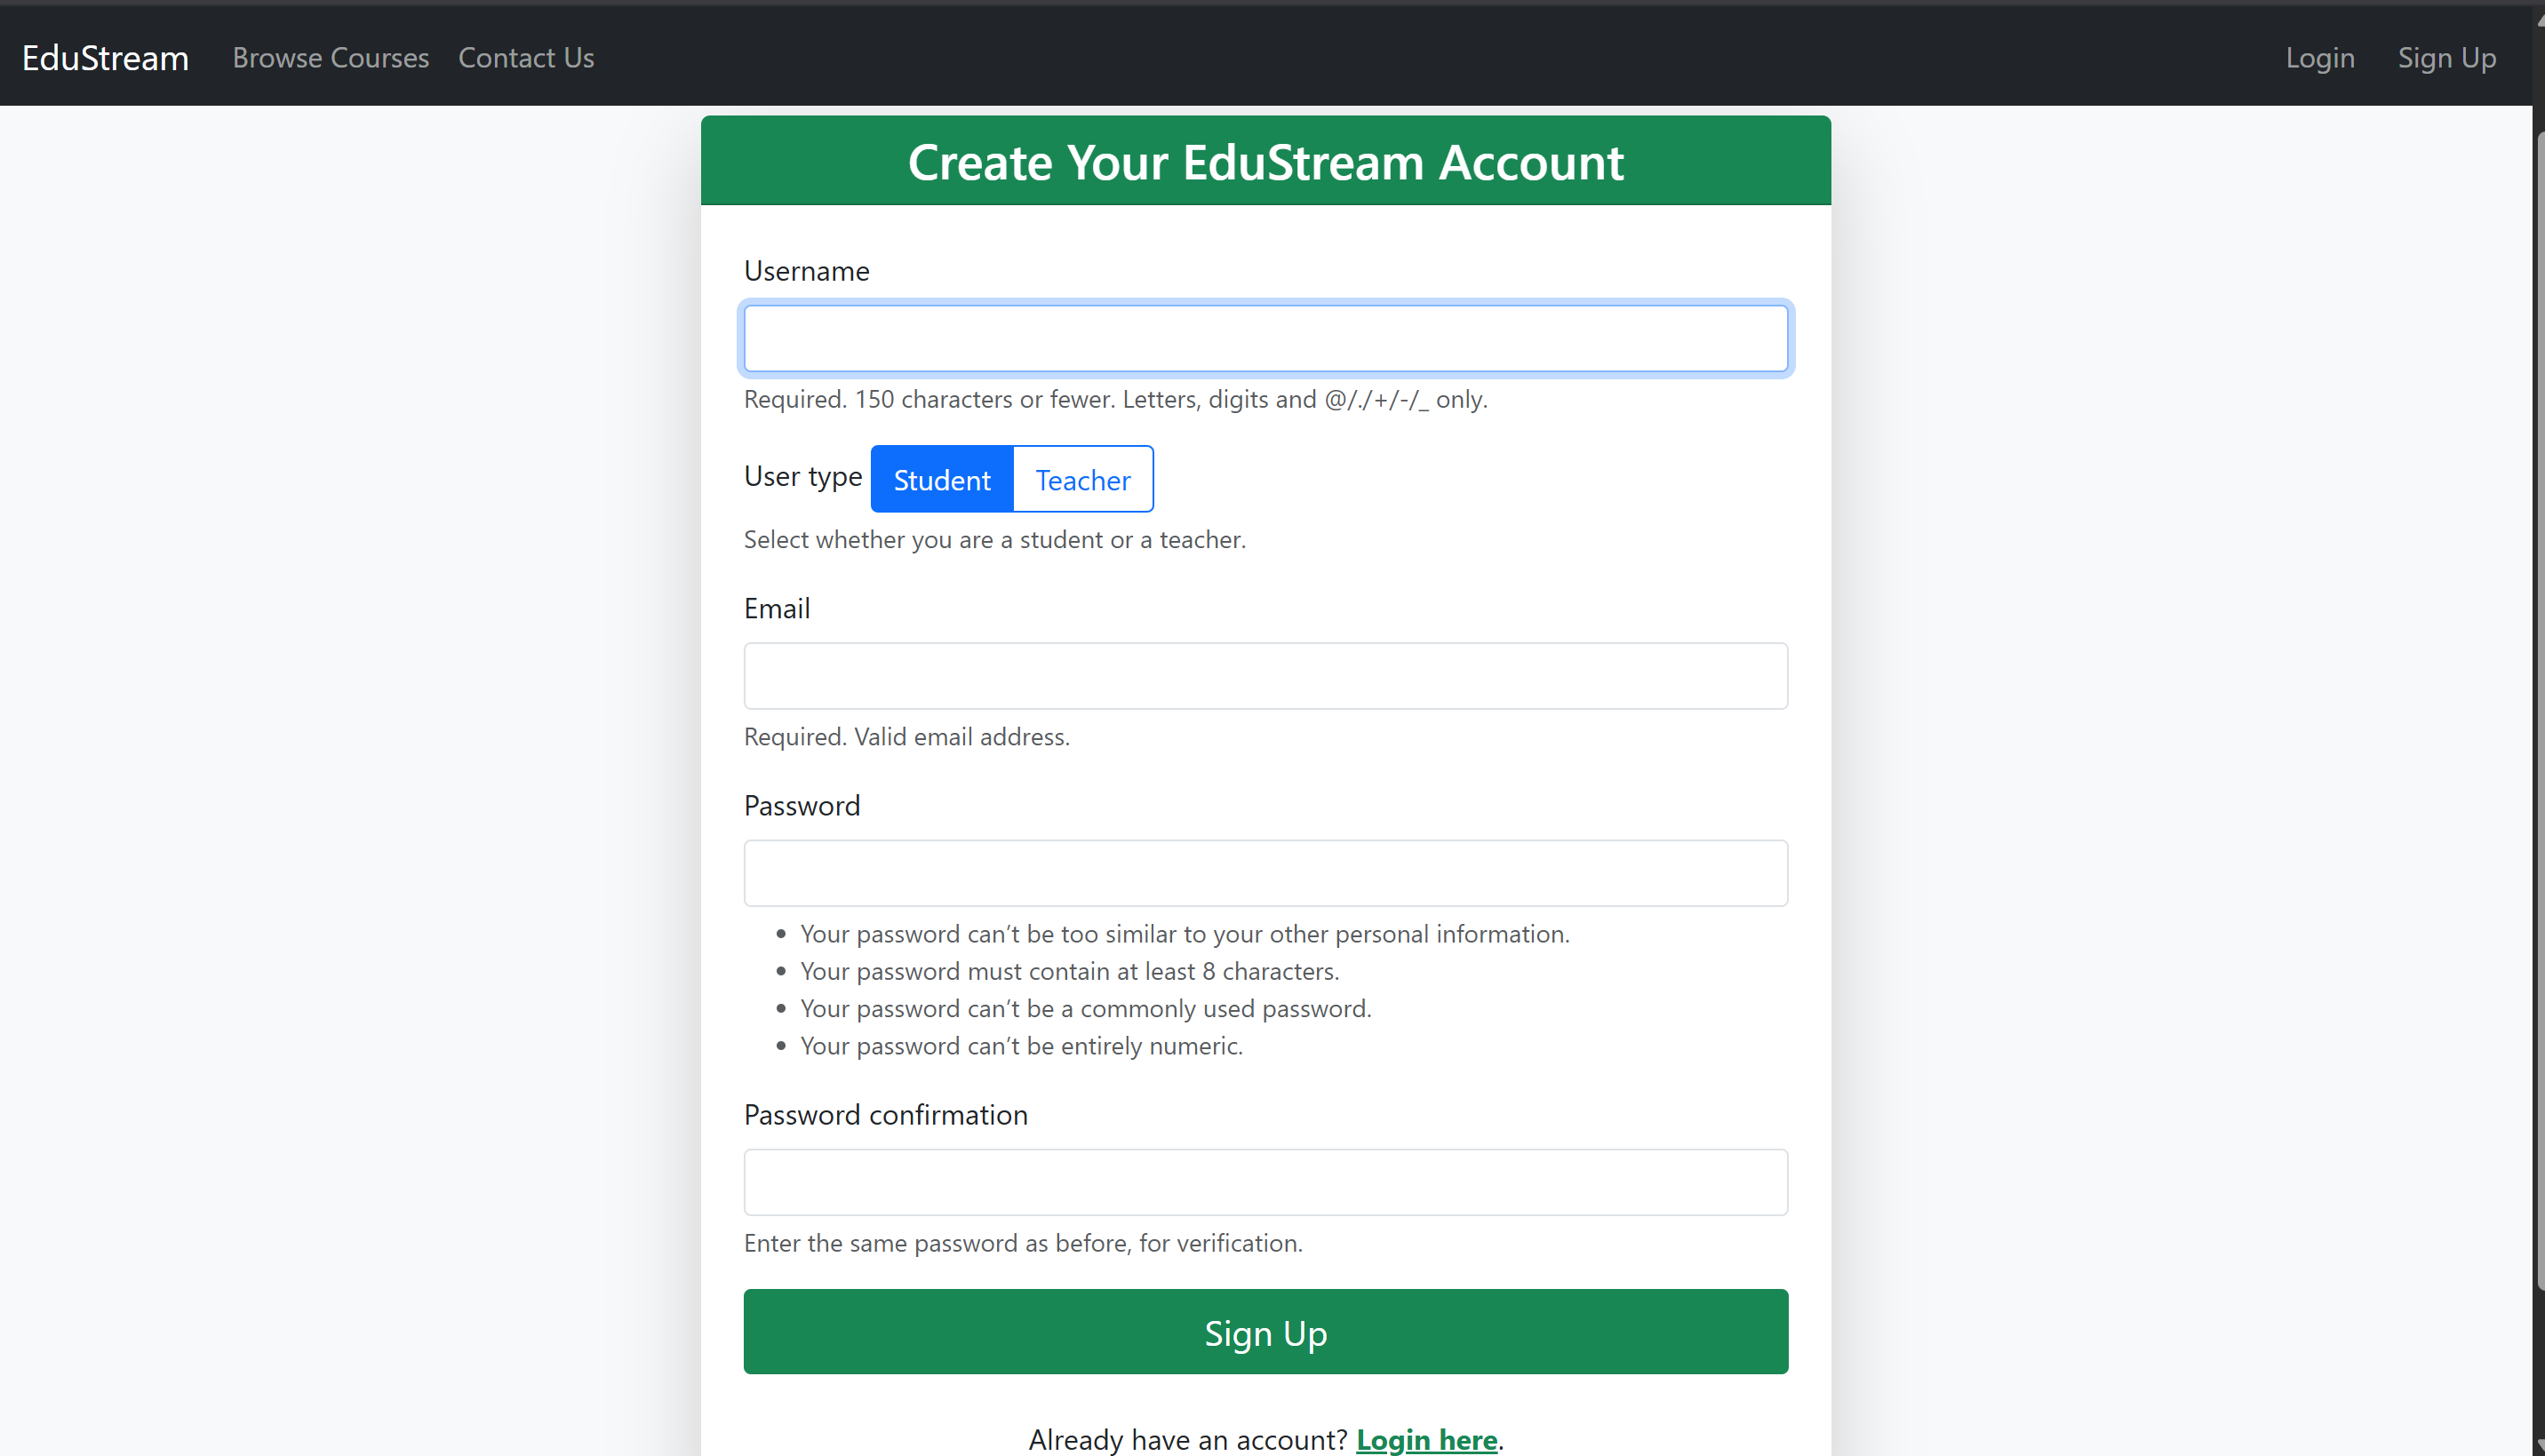 EduStream Browse Courses Contact Us Login Sign Up
Create Your EduStream Account
Username
Required. 150 characters or fewer. Letters, digits and @/./+/-/_ only.
User type Student Teacher
Select whether you are a student or a teacher.
Email
Required. Valid email address.
Password
• Your password can’t be too similar to your other personal information.
• Your password must contain at least 8 characters.
• Your password can’t be a commonly used password.
• Your password can’t be entirely numeric.
Password confirmation
Enter the same password as before, for verification.
Sign Up
Already have an account? Login here.